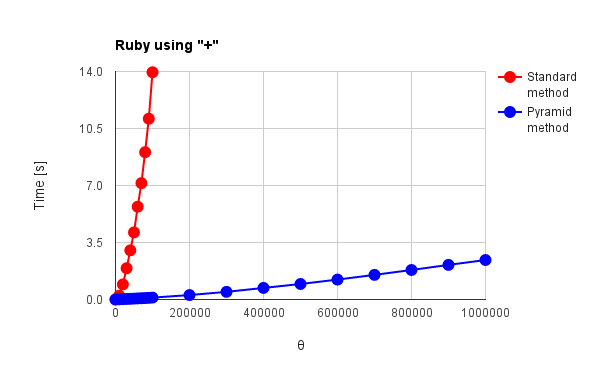 Ruby using "+"
14.0
10.5
7.0
3.5
0.0
Time [s]
0
200000
400000
600000
800000
1000000
θ
Standard
method
Pyramid
method